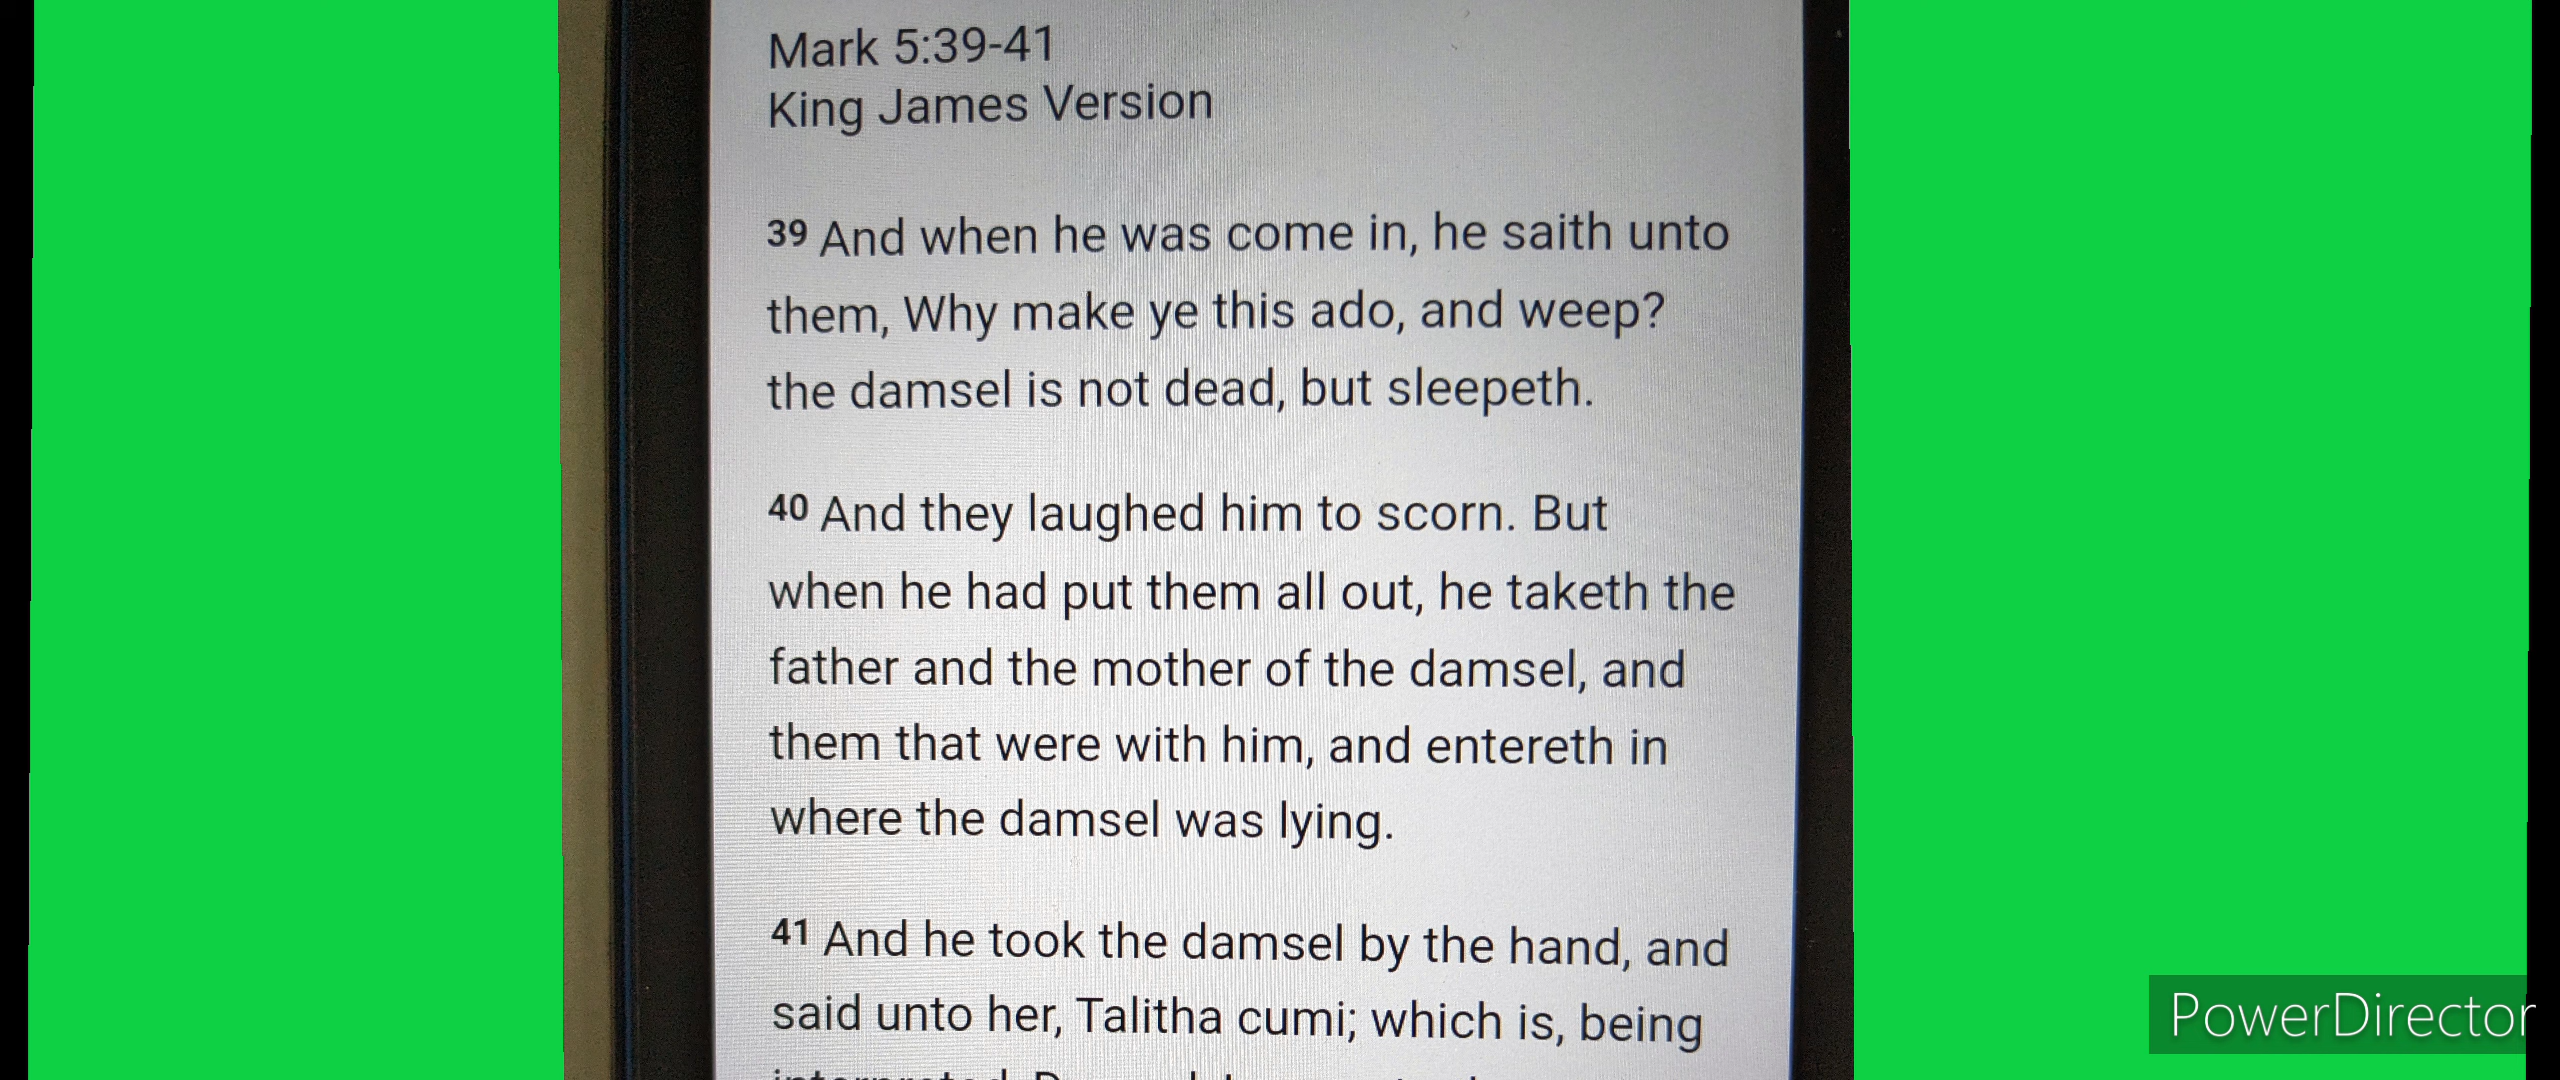 Mark 5:39-41
King James Version
39 And when he was come in, he saith unto
them, Why make ye this ado, and weep?
the damsel is not dead, but sleepeth.
40 And they laughed him to scorn. But
when he had put them all out, he taketh the
father and the mother of the damsel, and
them that were with him, and entereth in
where the damsel was lying.
41 And he took the damsel by the hand, and
said unto her, Talitha cumi; which is, being
PowerDirector